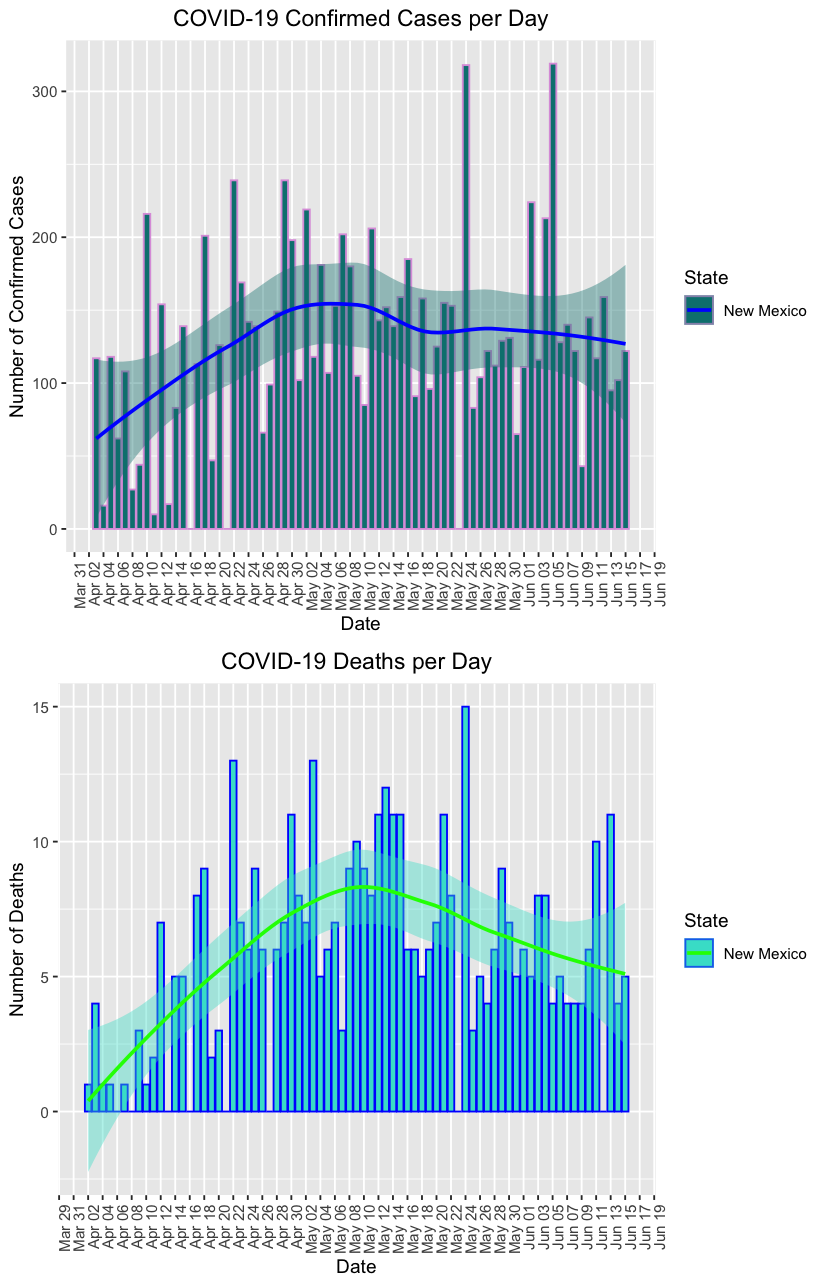 COVID-19 Confirmed Cases per Day
Number of Confirmed Cases
300
200
100
0
Mar 31
Apr 02
Apr 04
Apr 06
Apr 08
Apr 10
Apr 12
Apr 14
Apr 16
Apr 18
Apr 20
Apr 22
Apr 24
Apr 26
Apr 28
Apr 30
May 02
May 04
May 06
May 08
May 10
May 12
May 14
May 16
May 18
May 20
May 22
May 24
May 26
May 28
May 30
Jun 01
Jun 03
Jun 05
Jun 07
Jun 09
Jun 11
Jun 13
Jun 15
Jun 17
Jun 19
Date
State
New Mexico
COVID-19 Deaths per Day
Number of Deaths
15
10
5
0
Mar 29
Mar 31
Apr 02
Apr 04
Apr 06
Apr 08
Apr 10
Apr 12
Apr 14
Apr 16
Apr 18
Apr 20
Apr 22
Apr 24
Apr 26
Apr 28
Apr 30
May 02
May 04
May 06
May 08
May 10
May 12
May 14
May 16
May 18
May 20
May 22
May 24
May 26
May 28
May 30
Jun 01
Jun 03
Jun 05
Jun 07
Jun 09
Jun 11
Jun 13
Jun 15
Jun 17
Jun 19
Date
State
New Mexico